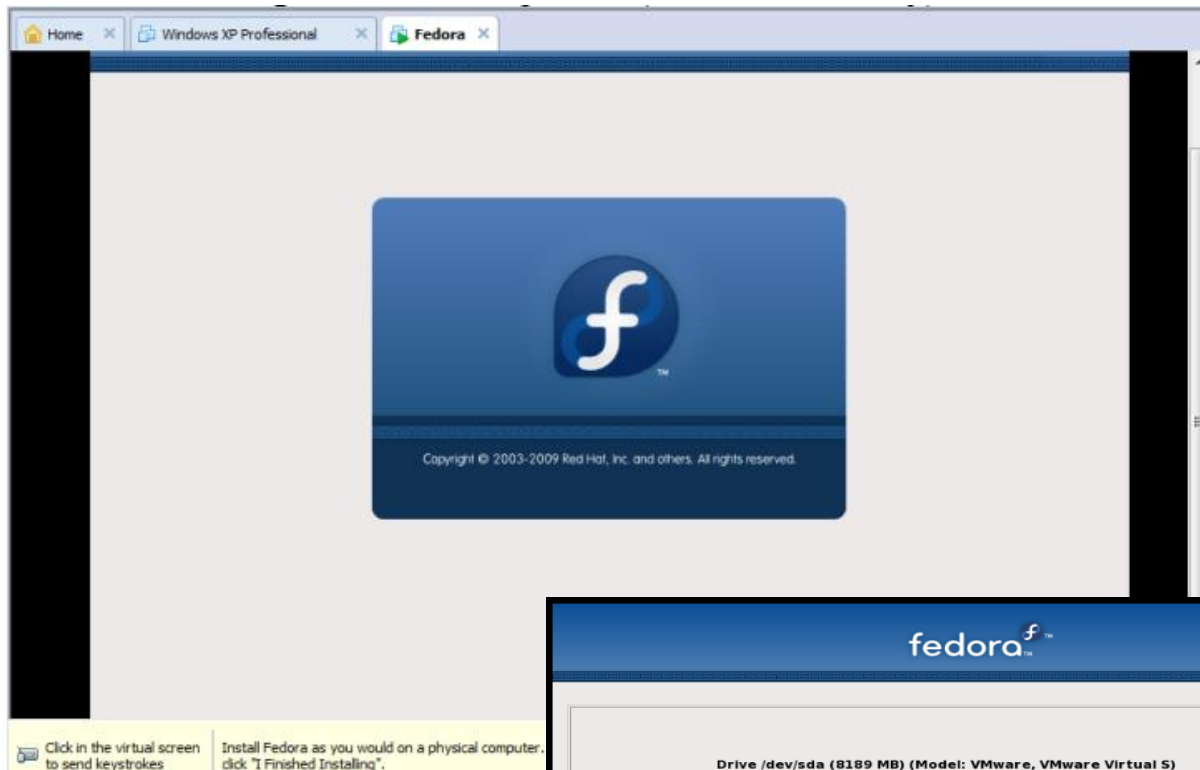 Home
Windows XP Professional
Fedora
Copyright © 2003-2009 Red Hat, Inc. and others. All rights reserved.
fedora™
Click in the virtual screen
to send keystrokes
Install Fedora as you would on a physical computer.
click "I Finished Installing".
Drive /dev/sda (8189 MB) (Model: VMware, VMware Virtual S)